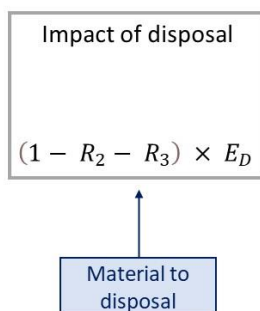 Impact of disposal
(1 − R₂ − R₃) × E_D
Material to
disposal